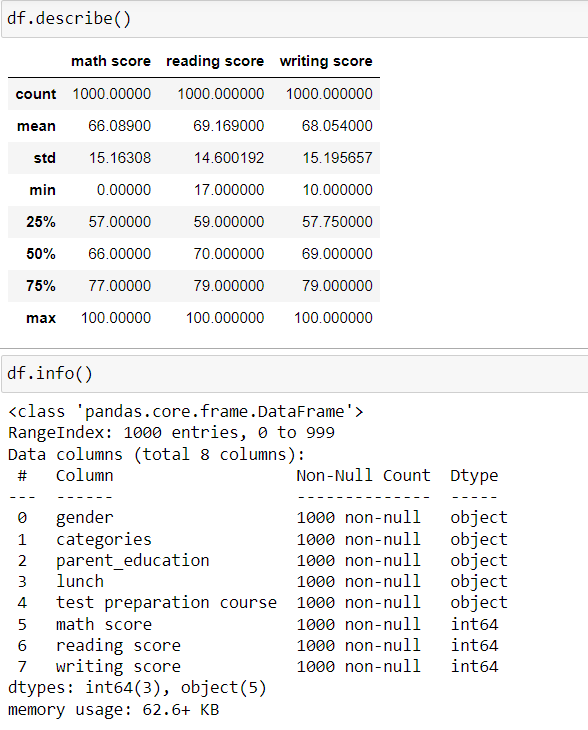 df.describe()
math score reading score writing score
count 1000.00000 1000.000000 1000.000000
mean 66.08900 69.169000 68.054000
std 15.16308 14.600192 15.195657
min 0.00000 17.000000 10.000000
25% 57.00000 59.000000 57.750000
50% 66.00000 70.000000 69.000000
75% 77.00000 79.000000 79.000000
max 100.00000 100.000000 100.000000
df.info()
<class 'pandas.core.frame.DataFrame'>
RangeIndex: 1000 entries, 0 to 999
Data columns (total 8 columns):
 #   Column                       Non-Null Count  Dtype
---  ------                       --------------  -----
 0   gender                       1000 non-null   object
 1   categories                   1000 non-null   object
 2   parent_education             1000 non-null   object
 3   lunch                        1000 non-null   object
 4   test preparation course      1000 non-null   object
 5   math score                   1000 non-null   int64
 6   reading score                1000 non-null   int64
 7   writing score                1000 non-null   int64
dtypes: int64(3), object(5)
memory usage: 62.6+ KB